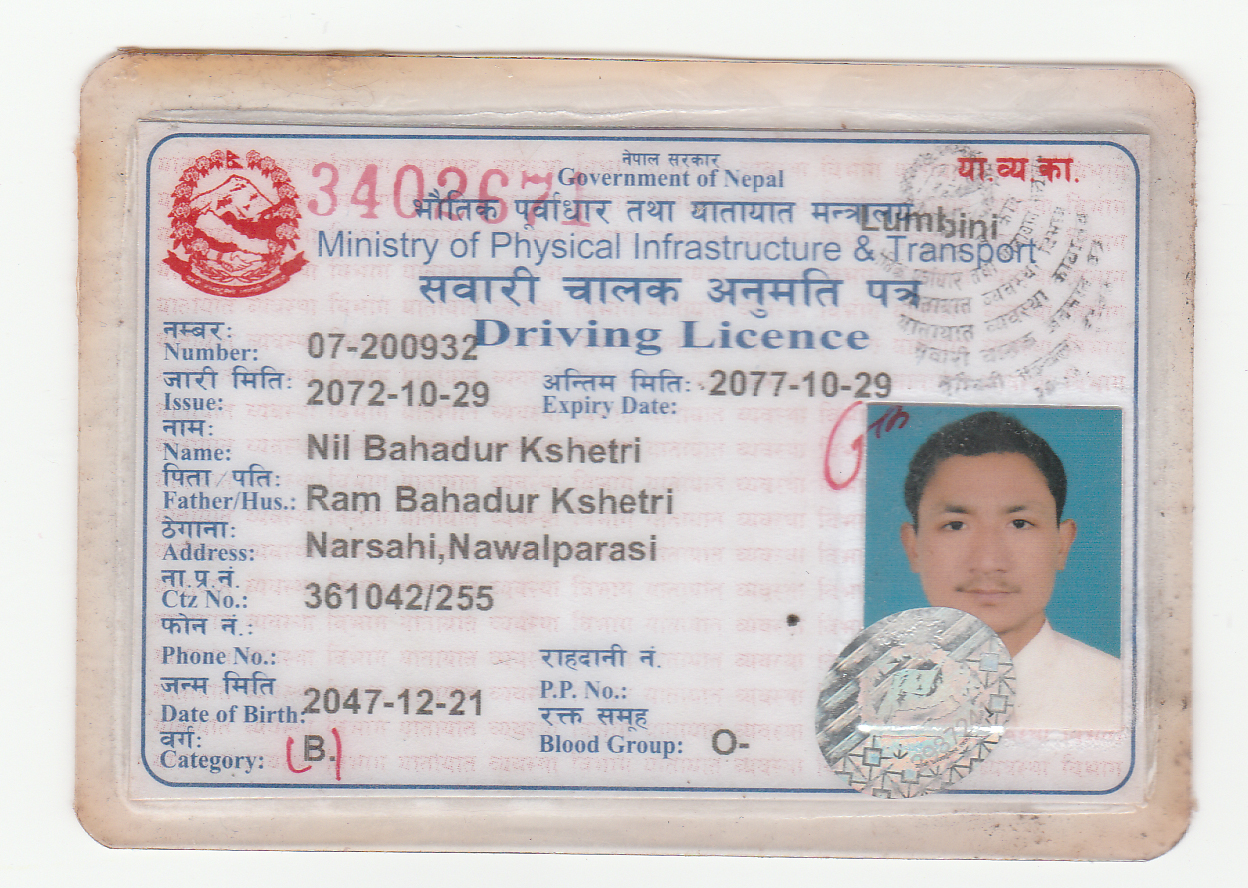 नेपाल सरकार
या.व्य.का.
340267
Government of Nepal
भौतिक पूर्वाधार तथा यातायात मन्त्रालय
Lumbini
Ministry of Physical Infrastructure & Transport
सवारी चालक अनुमति पत्र
Driving Licence
नम्बर:
Number: 07-200932
जारी मिति: अन्तिम मिति:
Issue: 2072-10-29 Expiry Date: 2077-10-29
नाम:
Name: Nil Bahadur Kshetri
पिता/पति:
Father/Hus.: Ram Bahadur Kshetri
ठेगाना:
Address: Narsahi,Nawalparasi
ना.प्र.नं.
Ctz No.: 361042/255
फोन नं.:
Phone No.: राहदानी नं.
जन्म मिति P.P. No.:
Date of Birth: 2047-12-21 रक्त समूह
वर्ग: Blood Group: O-
Category: (B.)